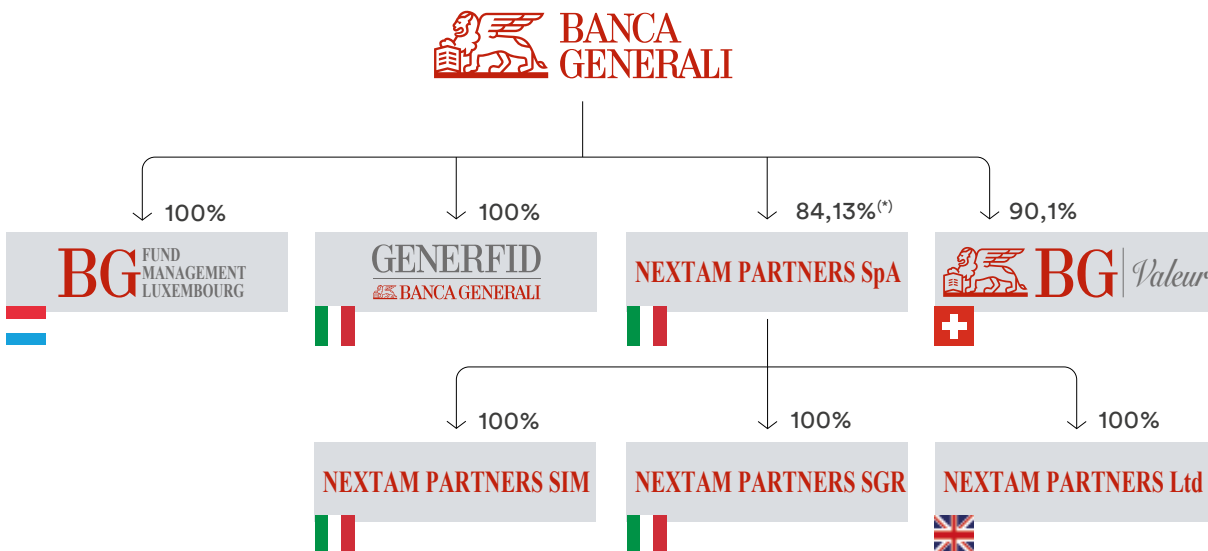 BANCA
GENERALI
100%
100%
84,13%(*)
90,1%
BG FUND
MANAGEMENT
LUXEMBOURG
GENERFID
BANCA GENERALI
NEXTAM PARTNERS SpA
BG Valeur
100%
100%
100%
NEXTAM PARTNERS SIM
NEXTAM PARTNERS SGR
NEXTAM PARTNERS Ltd